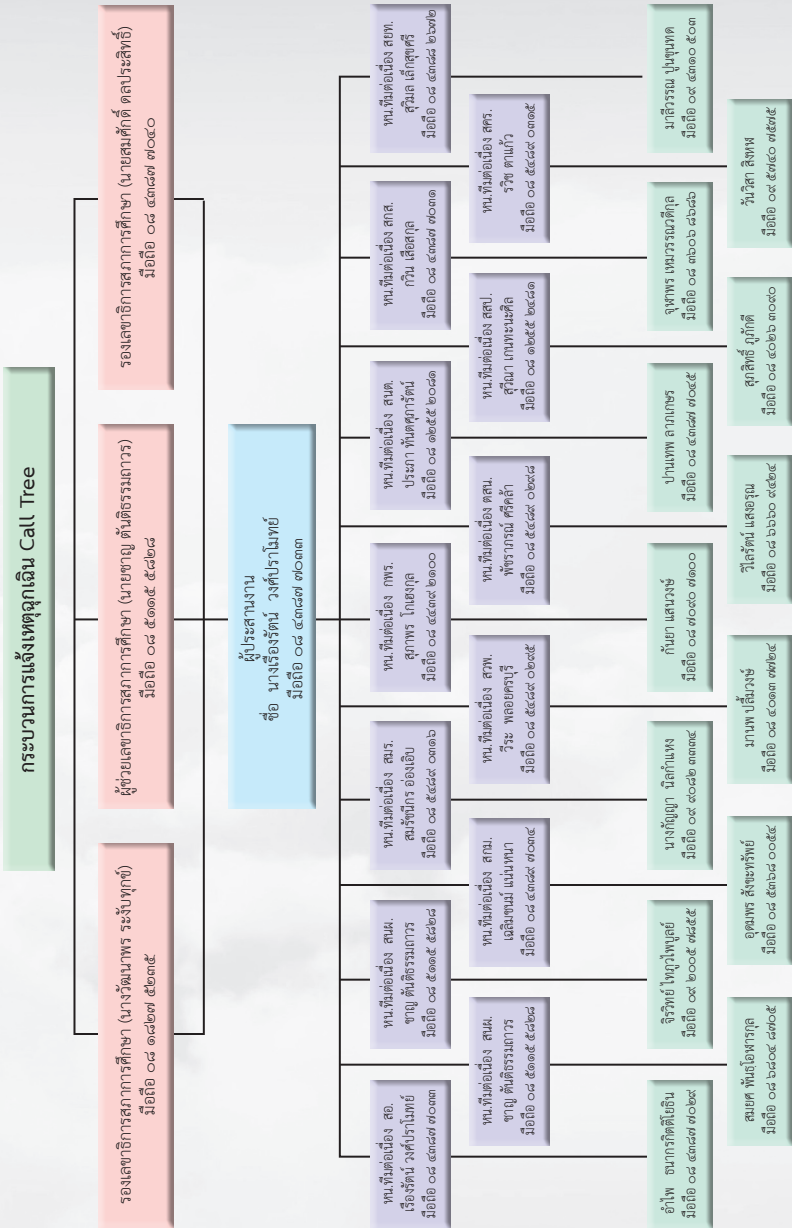 กระบวนการแจ้งเหตุฉุกเฉิน Call Tree
รองเลขาธิการสภาการศึกษา (นางวัฒนาพร ระงับทุกข์)
มือถือ ๐๘ ๑๘๒๗ ๕๒๓๕
ผู้ช่วยเลขาธิการสภาการศึกษา (นายชาญ ตันติธรรมถาวร)
มือถือ ๐๘ ๕๑๑๕ ๕๘๒๘
รองเลขาธิการสภาการศึกษา (นายสมศักดิ์ ดลประสิทธิ์)
มือถือ ๐๘ ๔๓๘๗ ๗๐๔๐
ผู้ประสานงาน
ชื่อ นางเรืองรัตน์ วงศ์ปราโมทย์
มือถือ ๐๘ ๔๓๘๗ ๗๐๓๓
หน.ทีมต่อเนื่อง สอ.
เรืองรัตน์ วงศ์ปราโมทย์
มือถือ ๐๘ ๔๓๘๗ ๗๐๓๓
หน.ทีมต่อเนื่อง สนผ.
ชาญ ตันติธรรมถาวร
มือถือ ๐๘ ๕๑๑๕ ๕๘๒๘
หน.ทีมต่อเนื่อง สมร.
สมรัชนีกร อ่องเอิบ
มือถือ ๐๘ ๕๔๘๙ ๐๓๑๖
หน.ทีมต่อเนื่อง กพร.
สุภาพร โกเฮงกุล
มือถือ ๐๘ ๔๔๓๙ ๒๑๐๐
หน.ทีมต่อเนื่อง สนต.
ประภา ทันตศุภารัตน์
มือถือ ๐๘ ๑๒๕๕ ๒๐๘๑
หน.ทีมต่อเนื่อง สกส.
กวิน เสือสกุล
มือถือ ๐๘ ๔๓๘๗ ๗๐๓๑
หน.ทีมต่อเนื่อง สยท.
สุวิมล เล็กสุขศรี
มือถือ ๐๘ ๔๓๘๘ ๒๖๗๒
หน.ทีมต่อเนื่อง สนผ.
ชาญ ตันติธรรมถาวร
มือถือ ๐๘ ๕๑๑๕ ๕๘๒๘
หน.ทีมต่อเนื่อง สกม.
เฉลิมชนม์ แน่นหนา
มือถือ ๐๘ ๔๓๘๙ ๗๐๓๔
หน.ทีมต่อเนื่อง สวพ.
วีระ พลอยครบุรี
มือถือ ๐๘ ๕๔๘๙ ๐๒๙๕
หน.ทีมต่อเนื่อง ตสน.
พัชราภรณ์ ศรีคล้า
มือถือ ๐๘ ๕๔๘๙ ๐๒๙๘
หน.ทีมต่อเนื่อง สสป.
สุวีณา เกนทะนะศิล
มือถือ ๐๘ ๑๒๕๕ ๒๔๘๑
หน.ทีมต่อเนื่อง สคร.
รวิช ตาแก้ว
มือถือ ๐๘ ๕๔๘๙ ๐๓๑๕
อำไพ ธนากรกิตติโยธิน
มือถือ ๐๘ ๔๓๘๗ ๗๐๒๙
จิรวิทย์ ไทภูวไพบูลย์
มือถือ ๐๙ ๒๐๐๕ ๗๘๕๕
นางกัญญา นิลกำแหง
มือถือ ๐๙ ๙๐๘๒ ๓๓๓๔
กันยา แสนวงษ์
มือถือ ๐๘ ๗๐๙๐ ๗๑๐๐
ปานเทพ ลาภเกษร
มือถือ ๐๘ ๔๓๘๗ ๗๐๔๕
จุฬาพร เหมวรรณวดีกุล
มือถือ ๐๘ ๓๖๐๖ ๘๖๘๖
มาลีวรรณ ปูนขุนทด
มือถือ ๐๙ ๔๓๑๐ ๕๐๓
สมยศ พันธุโอฬารกุล
มือถือ ๐๘ ๖๘๐๔ ๘๗๐๕
อุดมพร สังขะทรัพย์
มือถือ ๐๘ ๕๓๖๘ ๐๐๕๔
มานพ ปลื้มวงษ์
มือถือ ๐๘ ๔๐๑๓ ๗๗๒๔
วิไลรัตน์ แสงอรุณ
มือถือ ๐๘ ๖๖๖๐ ๙๔๒๔
สุภสิทธิ์ ภูภักดี
มือถือ ๐๘ ๔๐๒๖ ๓๐๙๐
วันวิสา สิงหฬ
มือถือ ๐๙ ๕๗๔๐ ๗๕๗๕